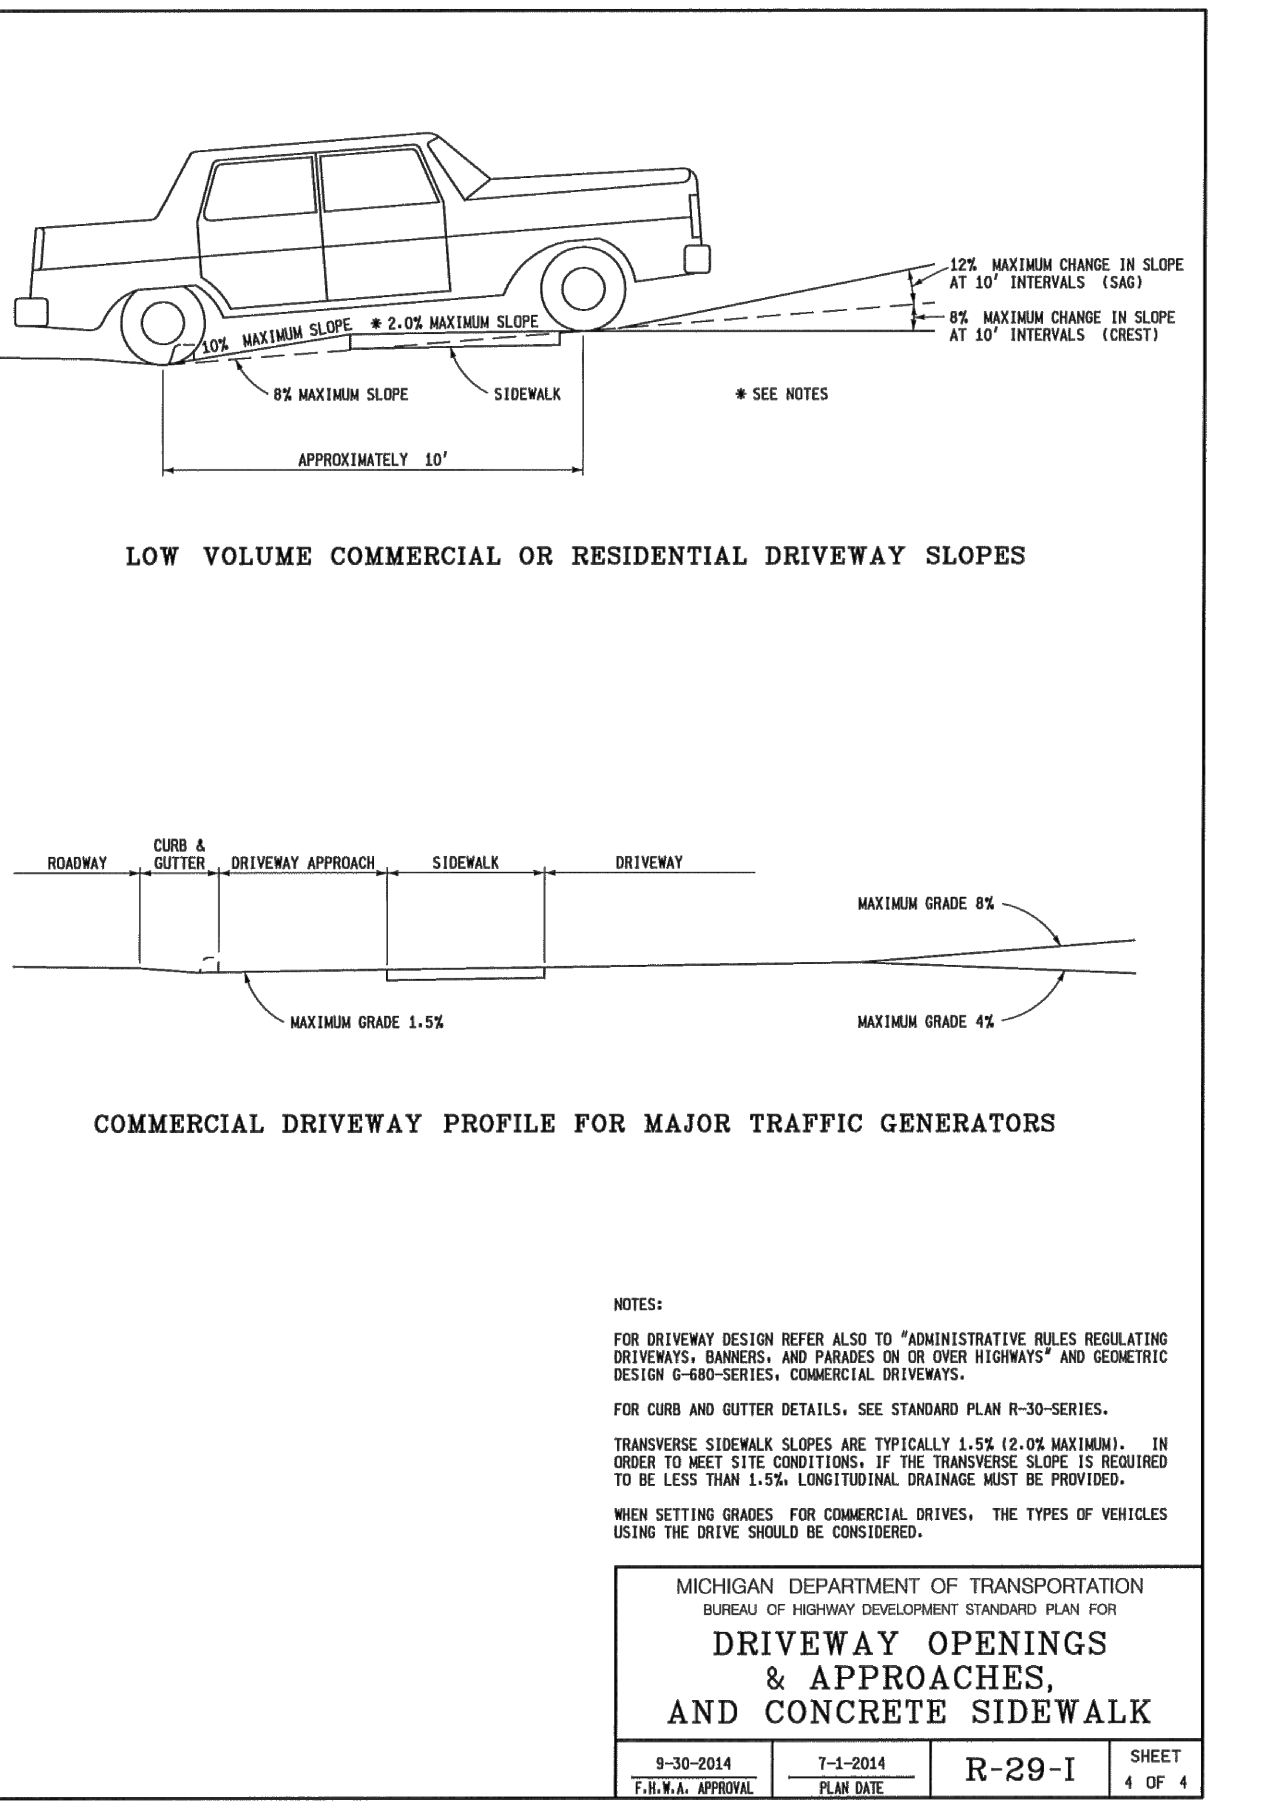 12% MAXIMUM CHANGE IN SLOPE
AT 10' INTERVALS (SAG)
8% MAXIMUM CHANGE IN SLOPE
AT 10' INTERVALS (CREST)
10% MAXIMUM SLOPE
* 2.0% MAXIMUM SLOPE
8% MAXIMUM SLOPE
SIDEWALK
* SEE NOTES
APPROXIMATELY 10'
LOW VOLUME COMMERCIAL OR RESIDENTIAL DRIVEWAY SLOPES
ROADWAY
CURB &
GUTTER
DRIVEWAY APPROACH
SIDEWALK
DRIVEWAY
MAXIMUM GRADE 8%
MAXIMUM GRADE 1.5%
MAXIMUM GRADE 4%
COMMERCIAL DRIVEWAY PROFILE FOR MAJOR TRAFFIC GENERATORS
NOTES:
FOR DRIVEWAY DESIGN REFER ALSO TO "ADMINISTRATIVE RULES REGULATING
DRIVEWAYS, BANNERS, AND PARADES ON OR OVER HIGHWAYS" AND GEOMETRIC
DESIGN G-680-SERIES, COMMERCIAL DRIVEWAYS.
FOR CURB AND GUTTER DETAILS, SEE STANDARD PLAN R-30-SERIES.
TRANSVERSE SIDEWALK SLOPES ARE TYPICALLY 1.5% (2.0% MAXIMUM). IN
ORDER TO MEET SITE CONDITIONS, IF THE TRANSVERSE SLOPE IS REQUIRED
TO BE LESS THAN 1.5%, LONGITUDINAL DRAINAGE MUST BE PROVIDED.
WHEN SETTING GRADES FOR COMMERCIAL DRIVES, THE TYPES OF VEHICLES
USING THE DRIVE SHOULD BE CONSIDERED.
MICHIGAN DEPARTMENT OF TRANSPORTATION
BUREAU OF HIGHWAY DEVELOPMENT STANDARD PLAN FOR
DRIVEWAY OPENINGS
& APPROACHES,
AND CONCRETE SIDEWALK
9-30-2014
F.H.W.A. APPROVAL
7-1-2014
PLAN DATE
R-29-I
SHEET
4 OF 4